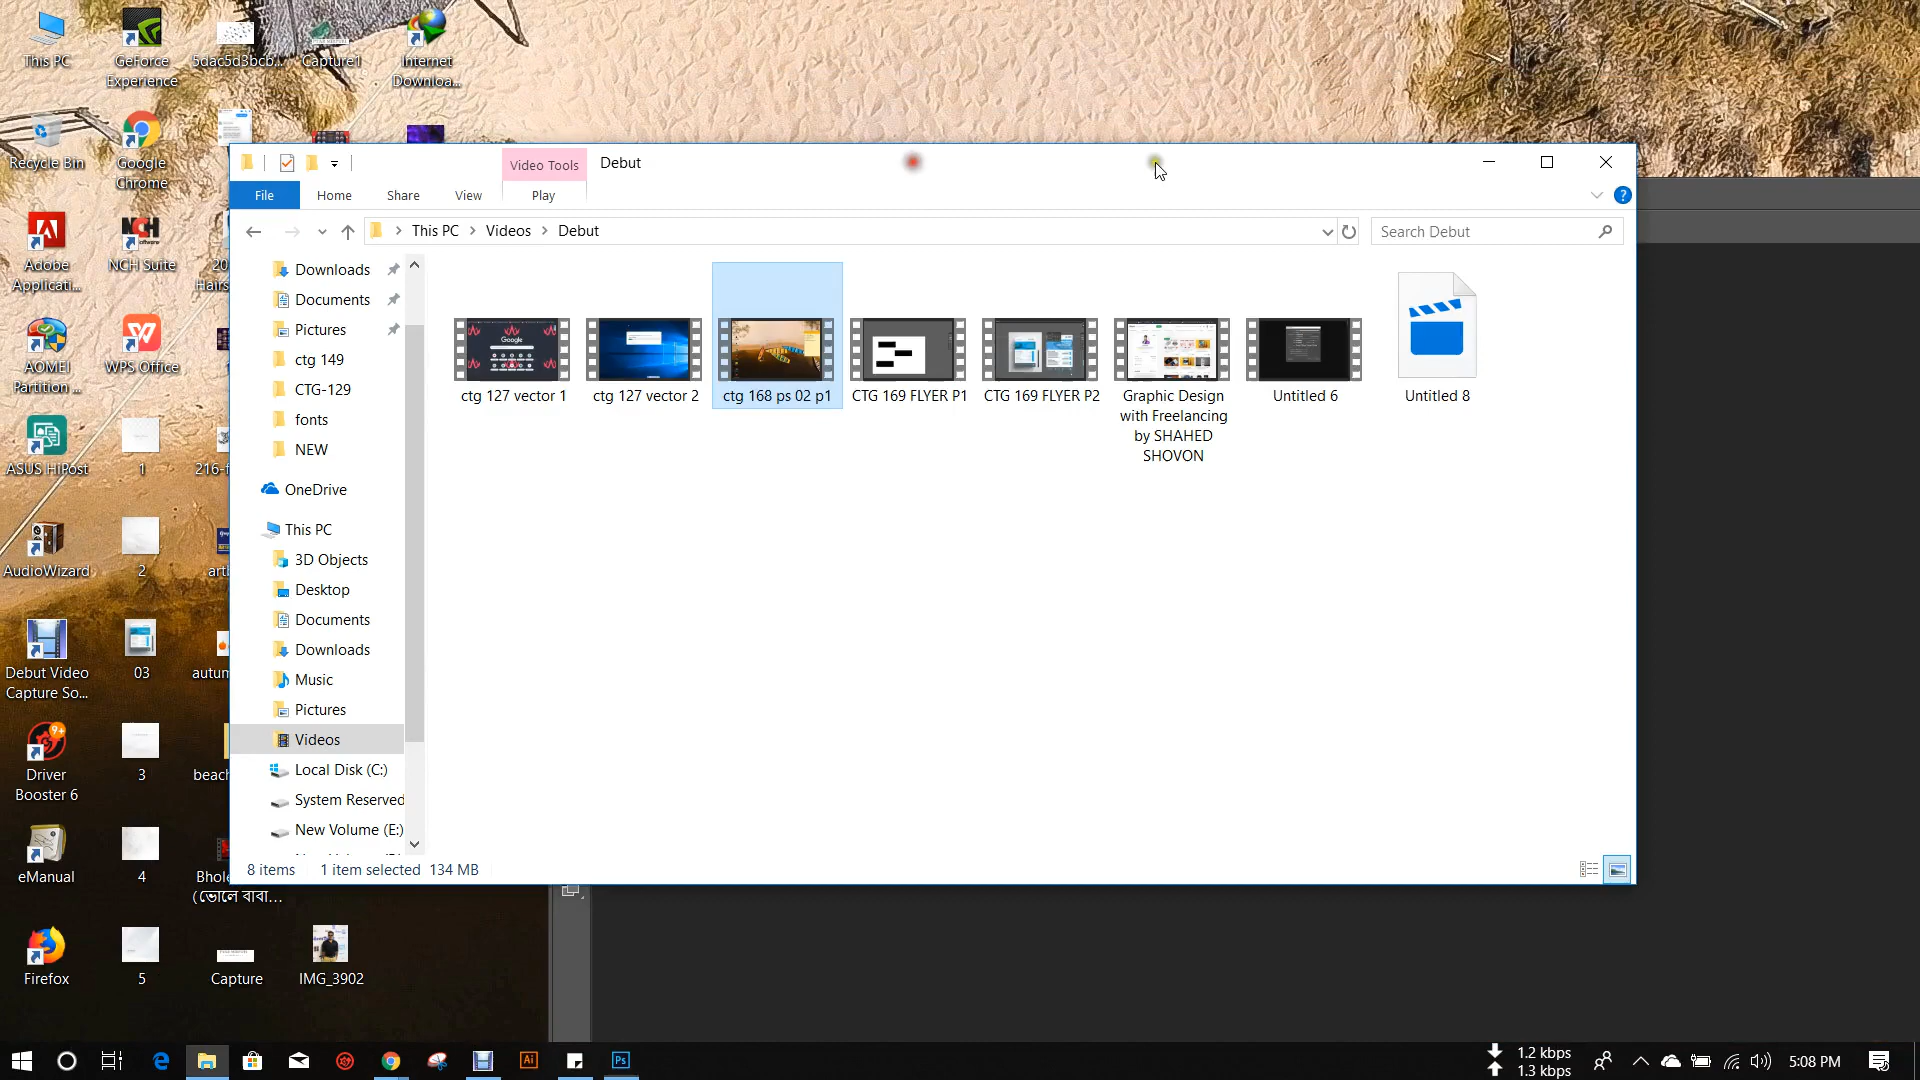 This PC
GeForce
Experience
5dac5d3bcb...
Capture1
Internet
Downloa...
Recycle Bin
Google
Chrome
Adobe
Applicati...
NCH Suite
20
Hairs
AOMEI
Partition ...
WPS Office
ASUS HiPost
1
216-f
AudioWizard
2
artb
Debut Video
Capture So...
03
autum
Driver
Booster 6
3
beach
eManual
4
Bhole
(ভোলে বাবা...
Firefox
5
Capture
IMG_3902
Video Tools
Debut
File
Home
Share
View
Play
This PC
Videos
Debut
Search Debut
Downloads
Documents
Pictures
ctg 149
CTG-129
fonts
NEW
OneDrive
This PC
3D Objects
Desktop
Documents
Downloads
Music
Pictures
Videos
Local Disk (C:)
System Reserved
New Volume (E:)
Google
ctg 127 vector 1
ctg 127 vector 2
ctg 168 ps 02 p1
CTG 169 FLYER P1
CTG 169 FLYER P2
Graphic Design
with Freelancing
by SHAHED
SHOVON
Untitled 6
Untitled 8
8 items
1 item selected
134 MB
Ai
Ps
1.2 kbps
1.3 kbps
5:08 PM